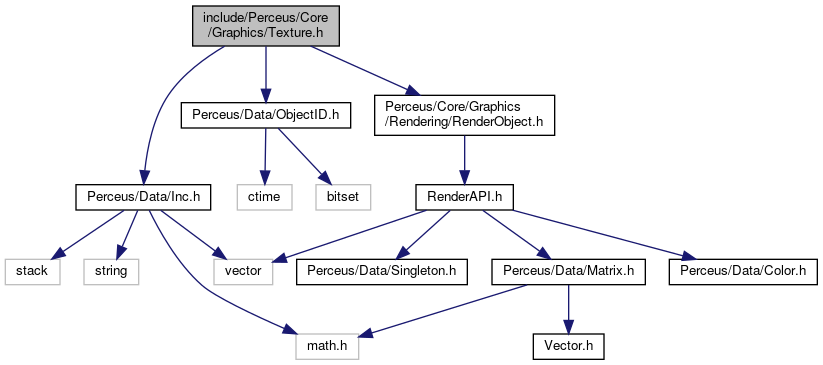 include/Perceus/Core
/Graphics/Texture.h
Perceus/Data/ObjectID.h
Perceus/Core/Graphics
/Rendering/RenderObject.h
Perceus/Data/Inc.h
ctime
bitset
RenderAPI.h
stack
string
vector
Perceus/Data/Singleton.h
Perceus/Data/Matrix.h
Perceus/Data/Color.h
math.h
Vector.h